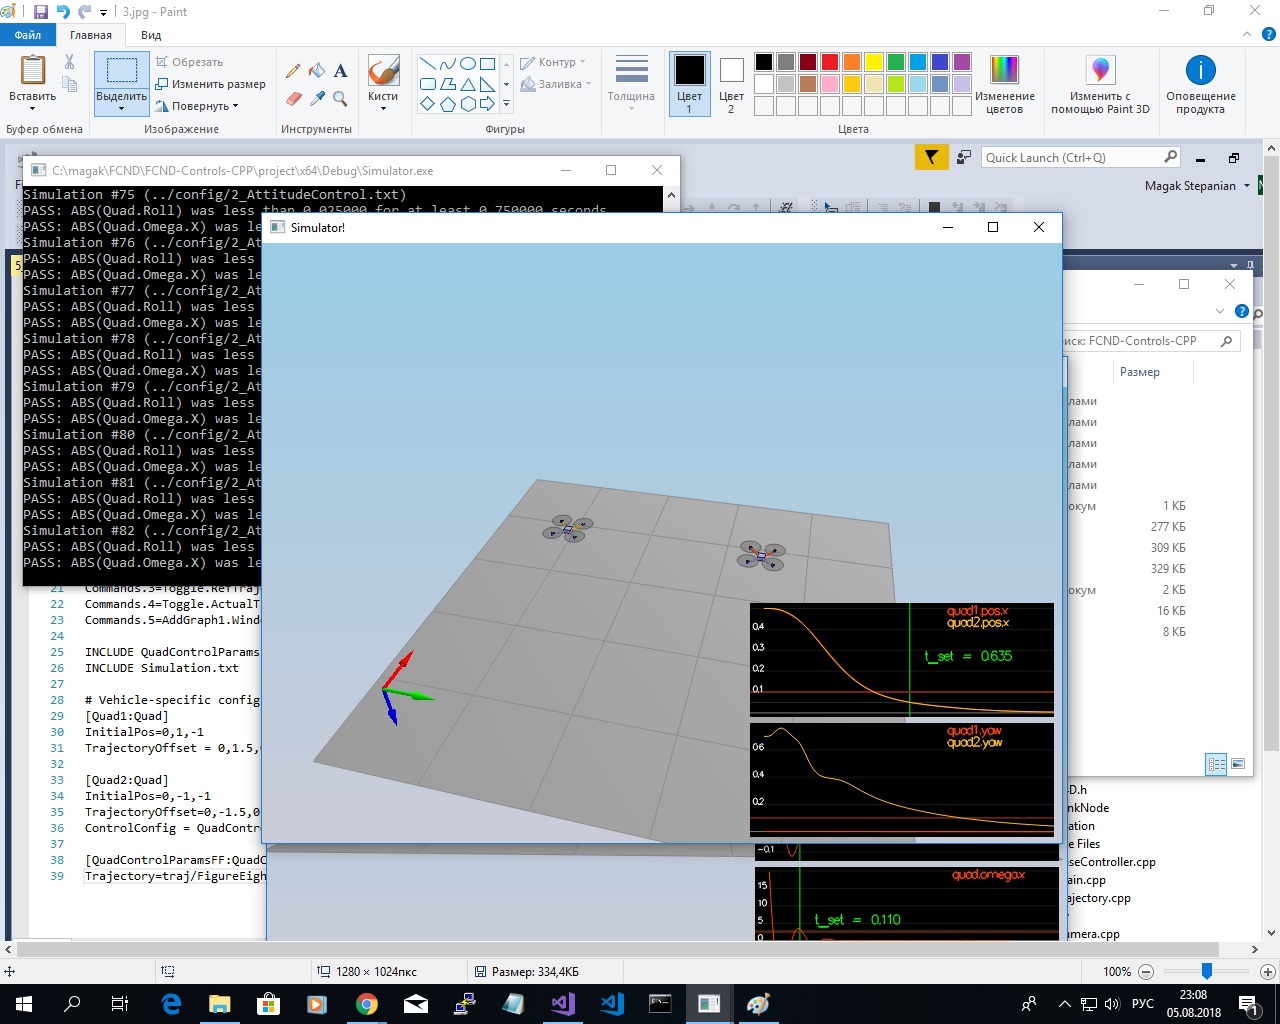 3.jpg - Paint
Файл
Главная
Вид
Вставить
Выделить
Обрезать
Изменить размер
Повернуть
Кисти
Контур
Заливка
Толщина
Цвет
1
Цвет
2
Изменение
цветов
Изменить с
помощью Paint 3D
Оповещение
продукта
Буфер обмена
Изображение
Инструменты
Фигуры
Цвета
Quick Launch (Ctrl+Q)
Magak Stepanian
C:\magak\FCND\FCND-Controls-CPP\project\x64\Debug\Simulator.exe
Simulation #75 (../config/2_AttitudeControl.txt)
PASS: ABS(Quad.Roll) was less than 0.025000 for at least 0.750000 seconds
PASS: ABS(Quad.Omega.X) was le
Simulation #76 (../config/2_At
PASS: ABS(Quad.Roll) was less
PASS: ABS(Quad.Omega.X) was le
Simulation #77 (../config/2_At
PASS: ABS(Quad.Roll) was less
PASS: ABS(Quad.Omega.X) was le
Simulation #78 (../config/2_At
PASS: ABS(Quad.Roll) was less
PASS: ABS(Quad.Omega.X) was le
Simulation #79 (../config/2_At
PASS: ABS(Quad.Roll) was less
PASS: ABS(Quad.Omega.X) was le
Simulation #80 (../config/2_At
PASS: ABS(Quad.Roll) was less
PASS: ABS(Quad.Omega.X) was le
Simulation #81 (../config/2_At
PASS: ABS(Quad.Roll) was less
PASS: ABS(Quad.Omega.X) was le
Simulation #82 (../config/2_At
PASS: ABS(Quad.Roll) was less
PASS: ABS(Quad.Omega.X) was le
Simulator!
quad1.pos.x
quad2.pos.x
0.4
0.3
0.2
0.1
t_set = 0.635
quad1.yaw
quad2.yaw
0.6
0.4
0.2
-0.1
quad.omega.x
15
10
5
0
t_set = 0.110
иск: FCND-Controls-CPP
Размер
лами
лами
лами
лами
лами
окум 1 КБ
277 КБ
309 КБ
329 КБ
окум 2 КБ
16 КБ
8 КБ
21 Commands.3=Toggle.RefTraj
22 Commands.4=Toggle.ActualT
23 Commands.5=AddGraph1.Wind
24
25 INCLUDE QuadControlParams
26 INCLUDE Simulation.txt
27
28 # Vehicle-specific config
29 [Quad1:Quad]
30 InitialPos=0,1,-1
31 TrajectoryOffset = 0,1.5,
32
33 [Quad2:Quad]
34 InitialPos=0,-1,-1
35 TrajectoryOffset=0,-1.5,0
36 ControlConfig = QuadContr
37
38 [QuadControlParamsFF:QuadC
39 Trajectory=traj/FigureEigh
D.h
nkNode
ation
e Files
seController.cpp
ain.cpp
ajectory.cpp
mera.cpp
1280 × 1024пкс
Размер: 334,4КБ
100%
РУС
23:08
05.08.2018
1